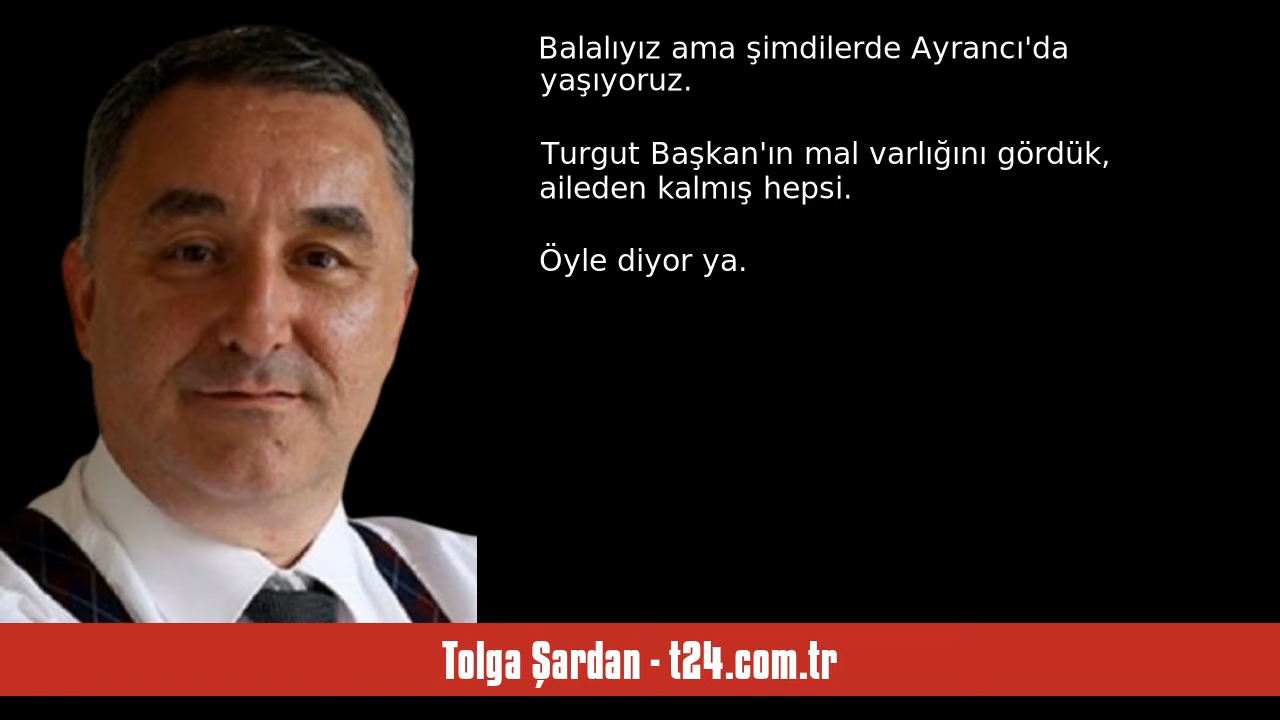 Balalıyız ama şimdilerde Ayrancı'da
yaşıyoruz.
Turgut Başkan'ın mal varlığını gördük,
aileden kalmış hepsi.
Öyle diyor ya.
Tolga Şardan - t24.com.tr